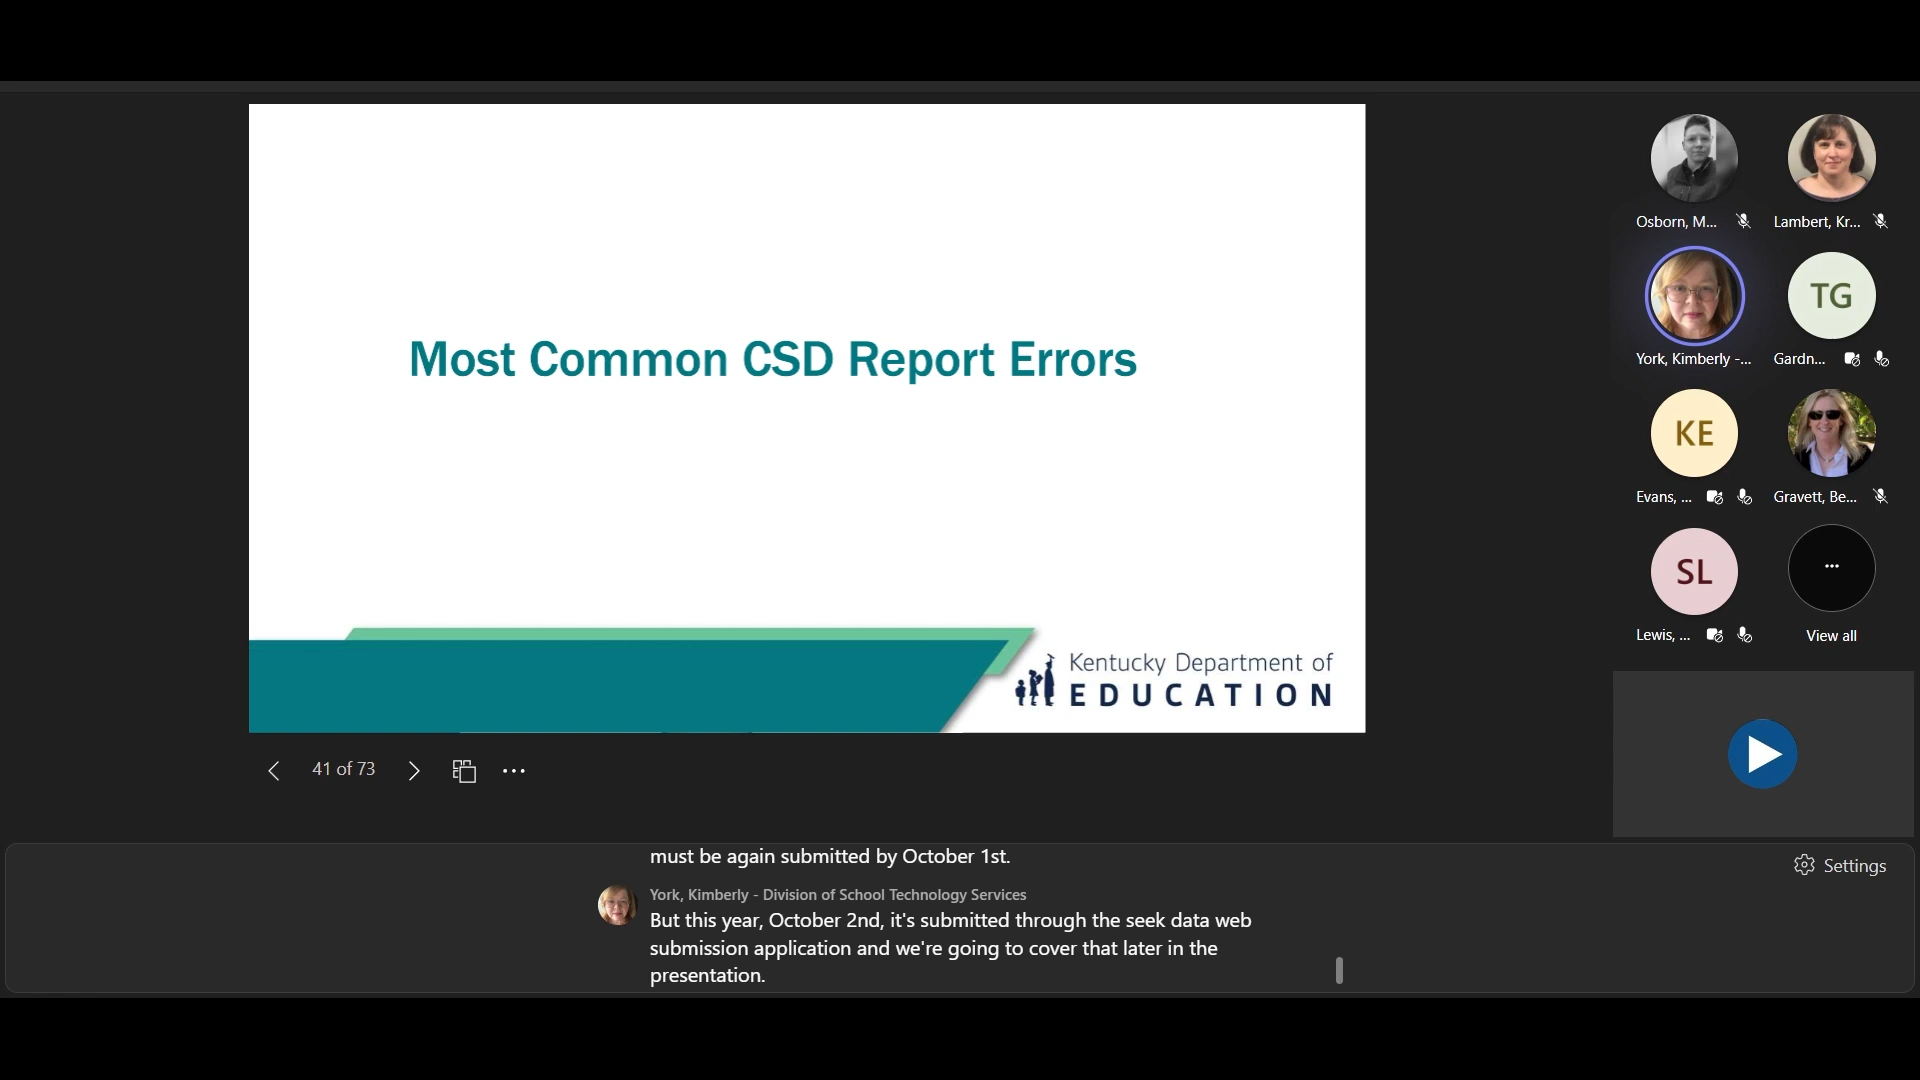 Most Common CSD Report Errors
Kentucky Department of
EDUCATION
41 of 73
Osborn, M...
Lambert, Kr...
York, Kimberly -...
TG
Gardn...
KE
Evans, ...
Gravett, Be...
SL
Lewis, ...
View all
must be again submitted by October 1st.
Settings
York, Kimberly - Division of School Technology Services
But this year, October 2nd, it's submitted through the seek data web
submission application and we're going to cover that later in the
presentation.